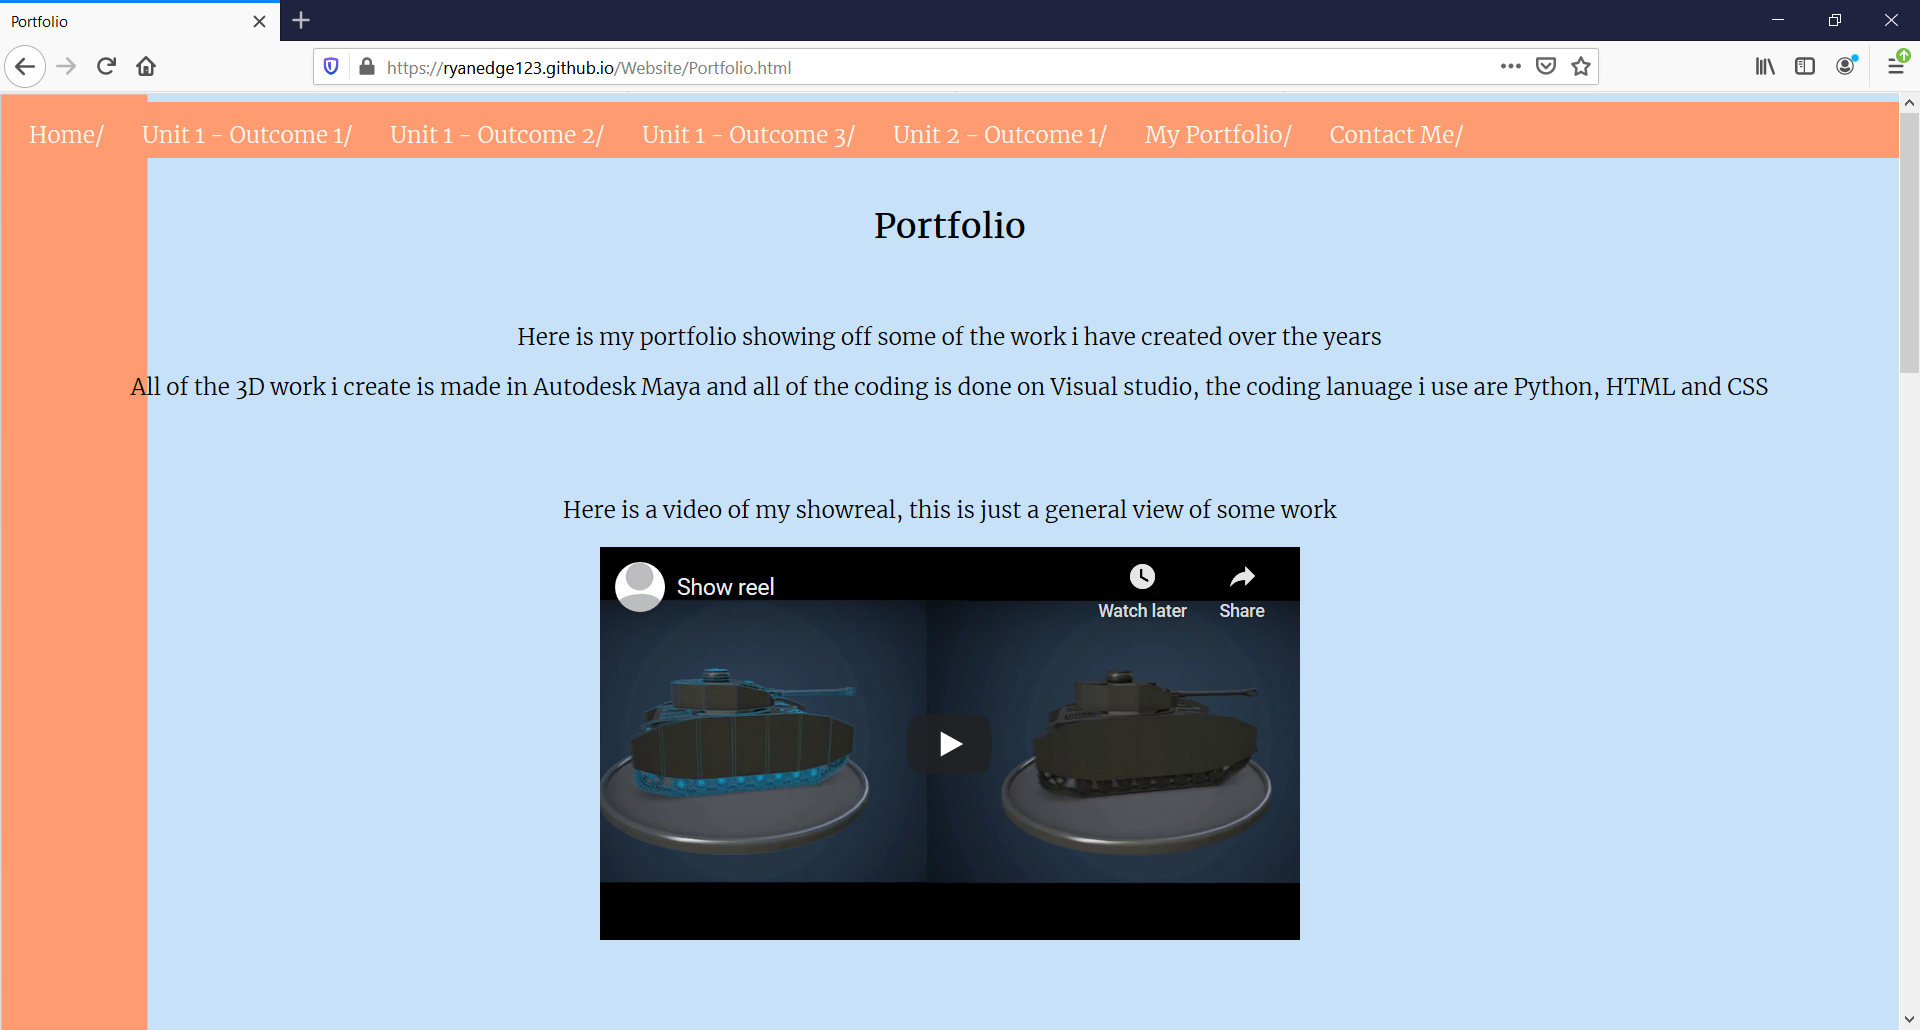 Portfolio
https://ryanedge123.github.io/Website/Portfolio.html
Home/ Unit 1 - Outcome 1/ Unit 1 - Outcome 2/ Unit 1 - Outcome 3/ Unit 2 - Outcome 1/ My Portfolio/ Contact Me/
Portfolio
Here is my portfolio showing off some of the work i have created over the years
All of the 3D work i create is made in Autodesk Maya and all of the coding is done on Visual studio, the coding lanuage i use are Python, HTML and CSS
Here is a video of my showreal, this is just a general view of some work
Show reel
Watch later
Share